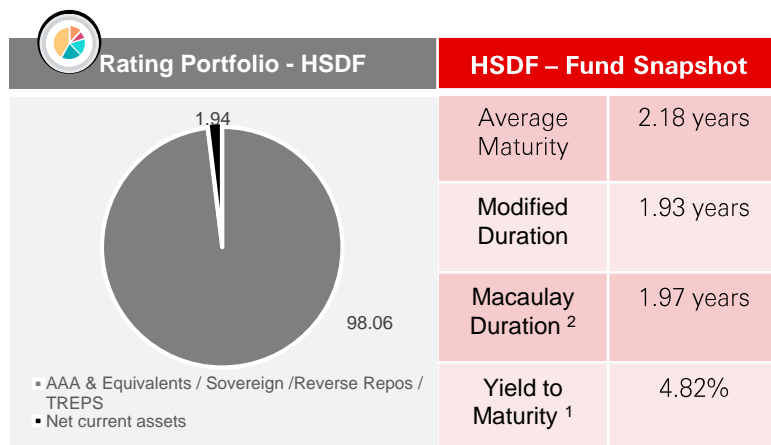 Rating Portfolio - HSDF
1.94
98.06
▪ AAA & Equivalents / Sovereign /Reverse Repos /
TREPS
▪ Net current assets
HSDF – Fund Snapshot
Average
Maturity
2.18 years
Modified
Duration
1.93 years
Macaulay
Duration ²
1.97 years
Yield to
Maturity ¹
4.82%